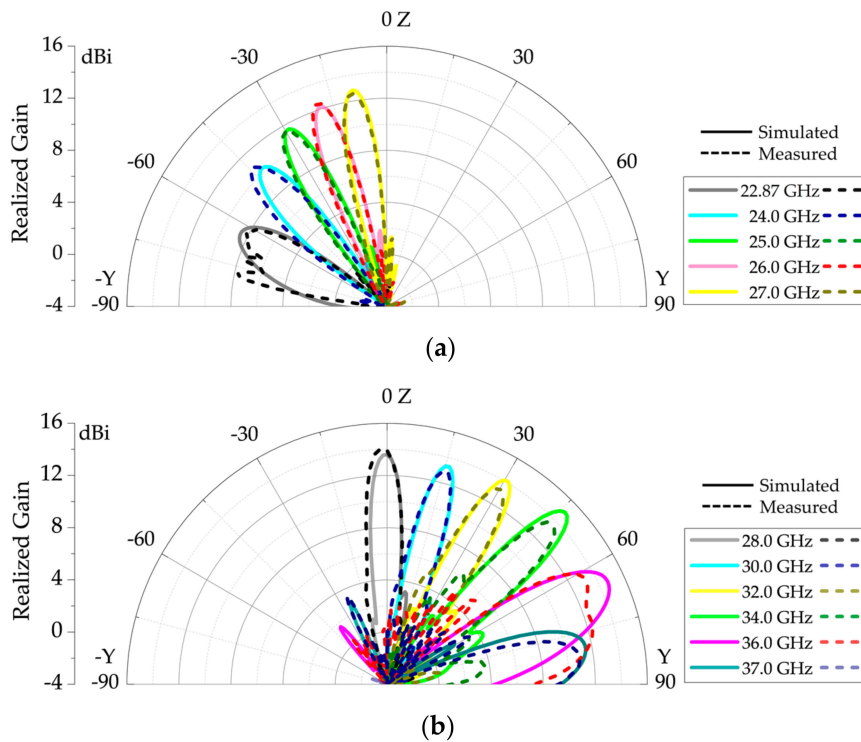 0 Z
16
dBi
-30
30
12
Realized Gain
8
-60
60
4
0
-Y
Y
-4
-90
90
Simulated
Measured
22.87 GHz
24.0 GHz
25.0 GHz
26.0 GHz
27.0 GHz
(a)
0 Z
16
dBi
-30
30
12
Realized Gain
8
-60
60
4
0
-Y
Y
-4
-90
90
Simulated
Measured
28.0 GHz
30.0 GHz
32.0 GHz
34.0 GHz
36.0 GHz
37.0 GHz
(b)